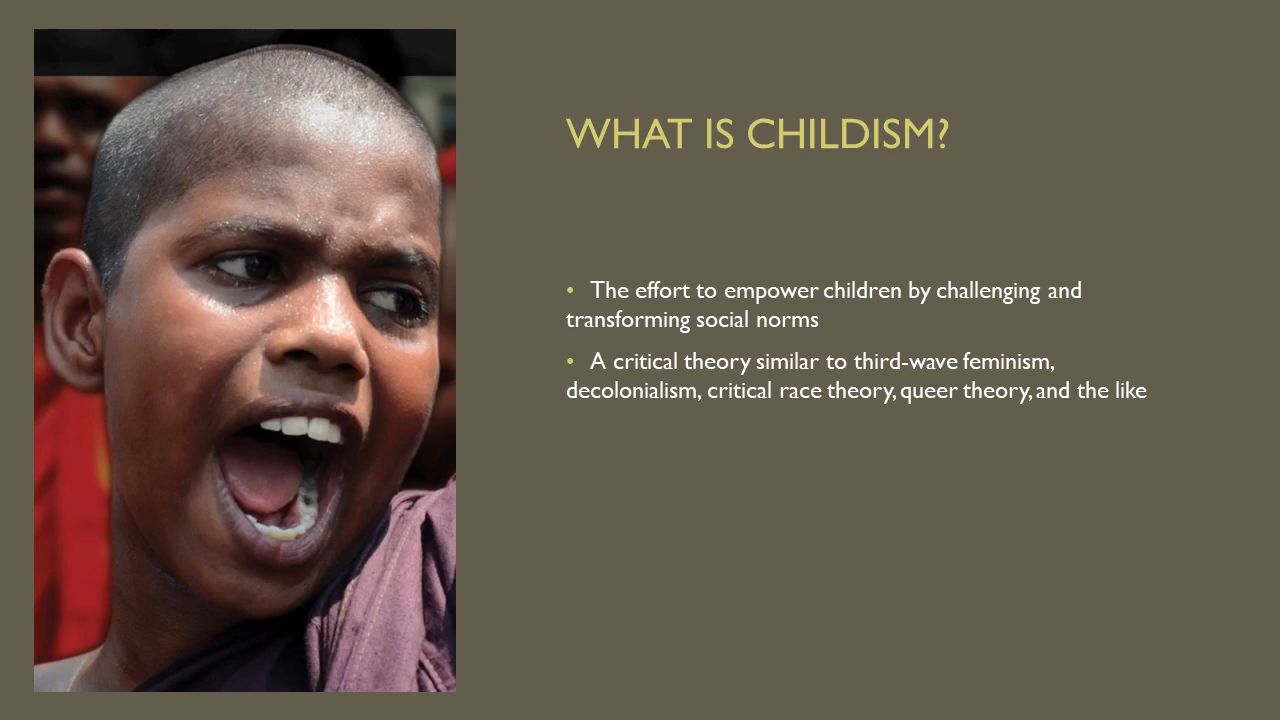 WHAT IS CHILDISM?
• The effort to empower children by challenging and
transforming social norms
• A critical theory similar to third-wave feminism,
decolonialism, critical race theory, queer theory, and the like